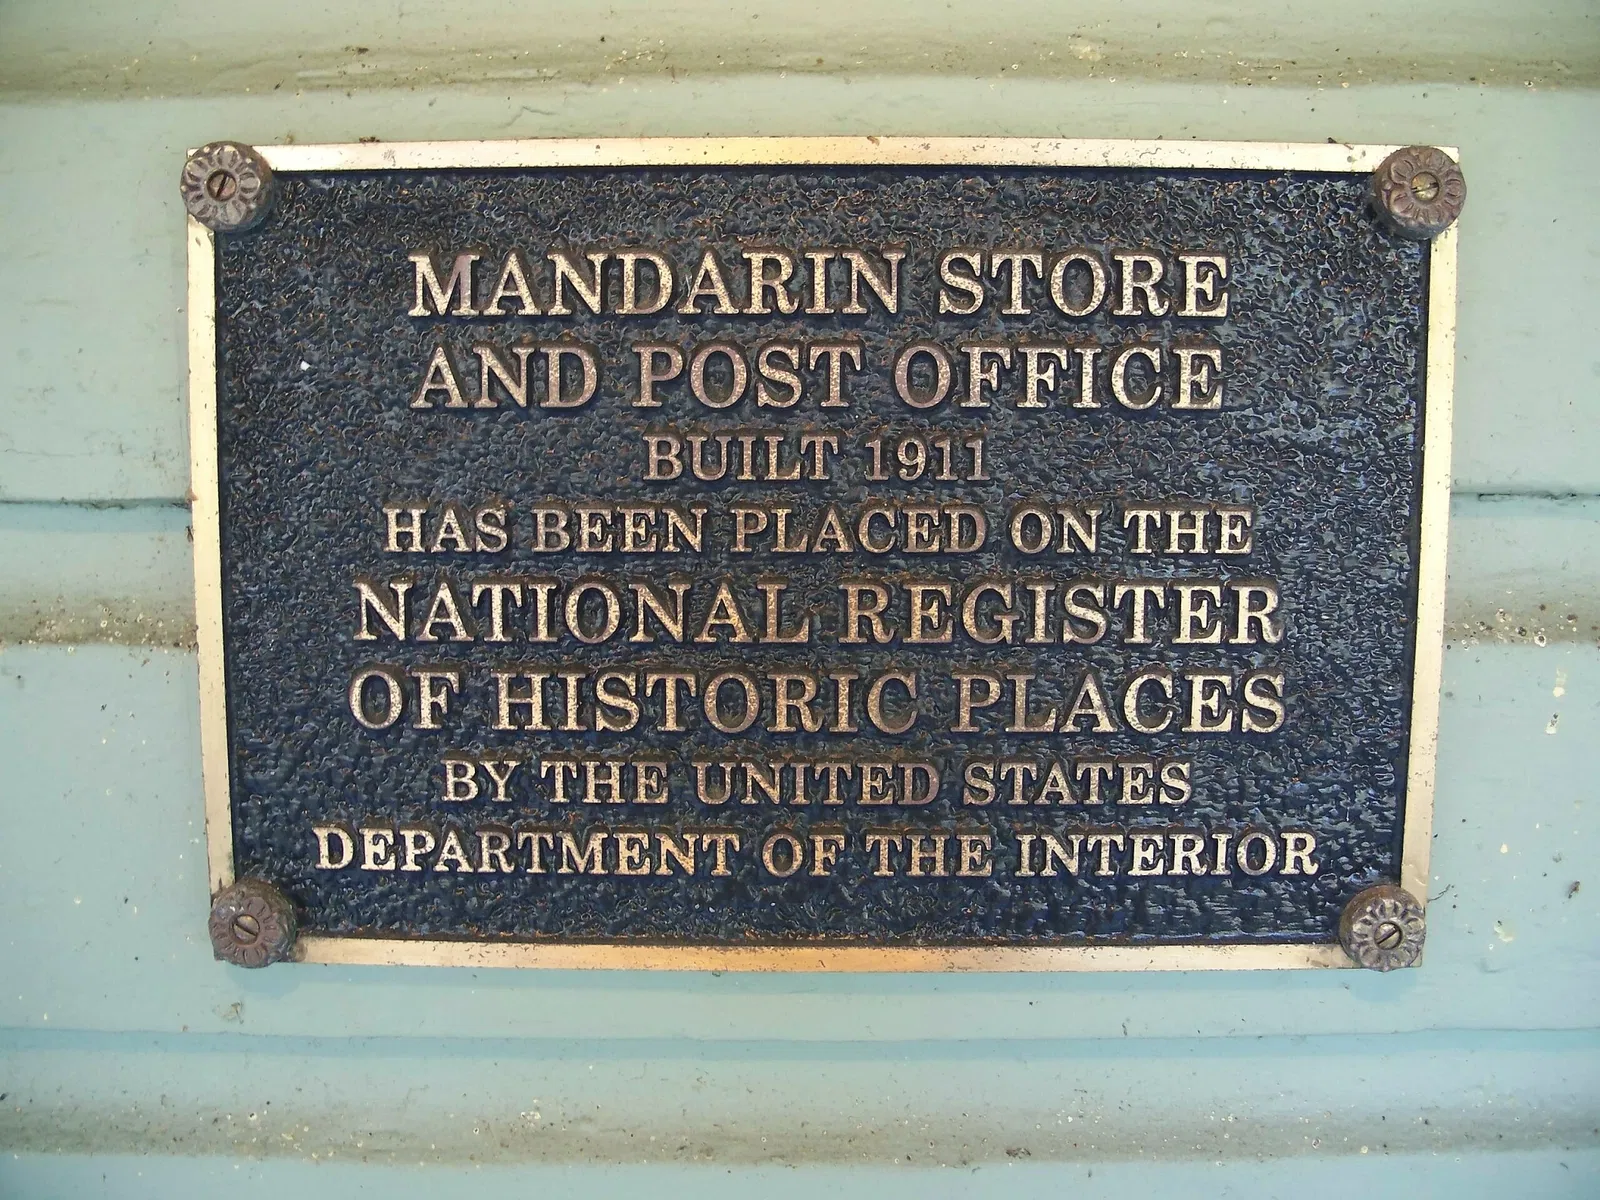 MANDARIN STORE
AND POST OFFICE
BUILT 1911
HAS BEEN PLACED ON THE
NATIONAL REGISTER
OF HISTORIC PLACES
BY THE UNITED STATES
DEPARTMENT OF THE INTERIOR